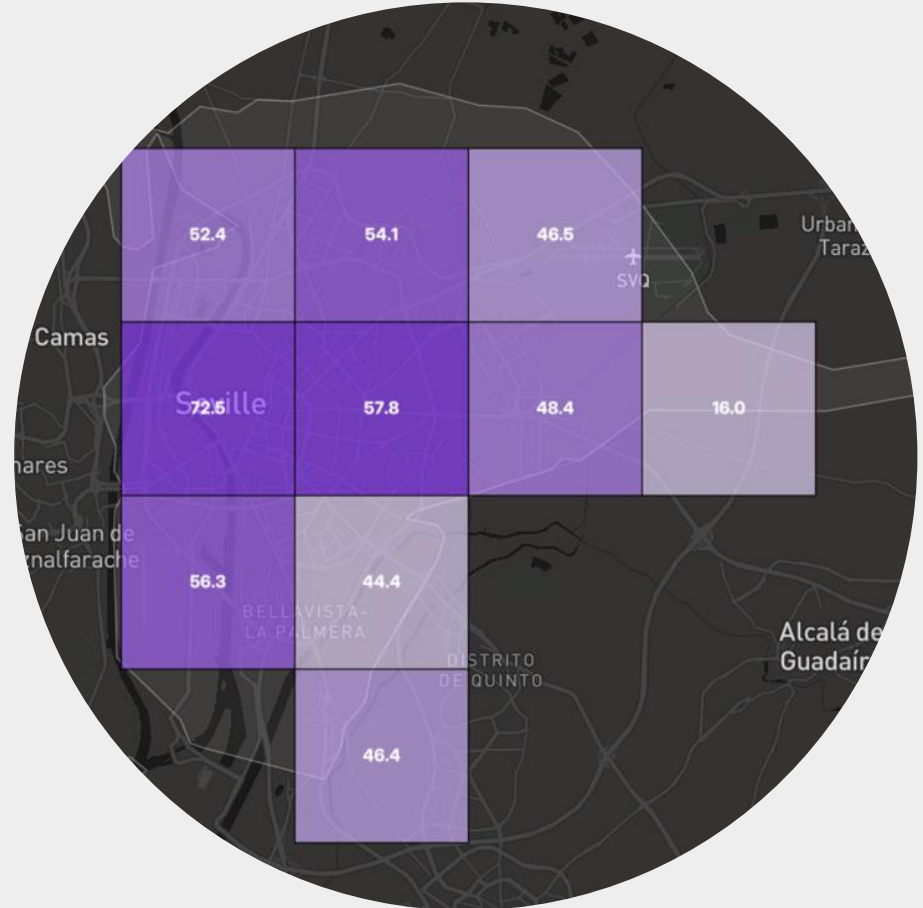 52.4
54.1
46.5
SVQ
Urban
Taraz
Camas
Seville
72.5
57.8
48.4
16.0
nares
San Juan de
znalfarache
56.3
44.4
BELLAVISTA-
LA PALMERA
DISTRITO
DE QUINTO
Alcalá de
Guadaír
46.4